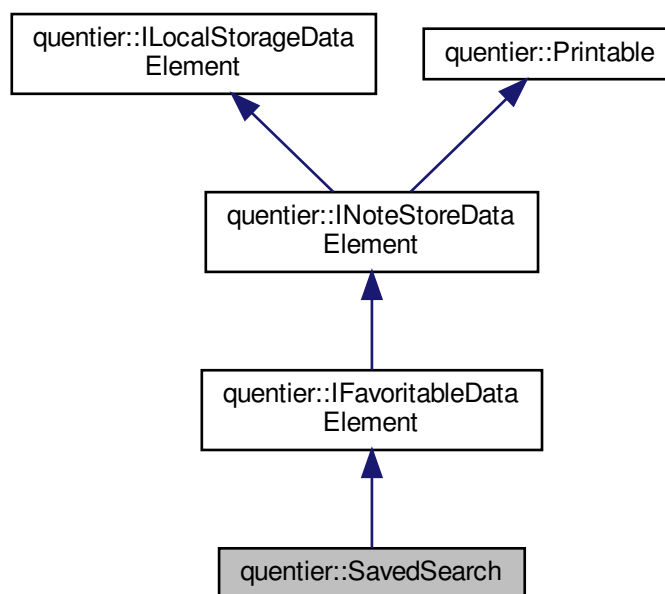 quentier::ILocalStorageData
Element
quentier::Printable
quentier::INoteStoreData
Element
quentier::IFavoritableData
Element
quentier::SavedSearch